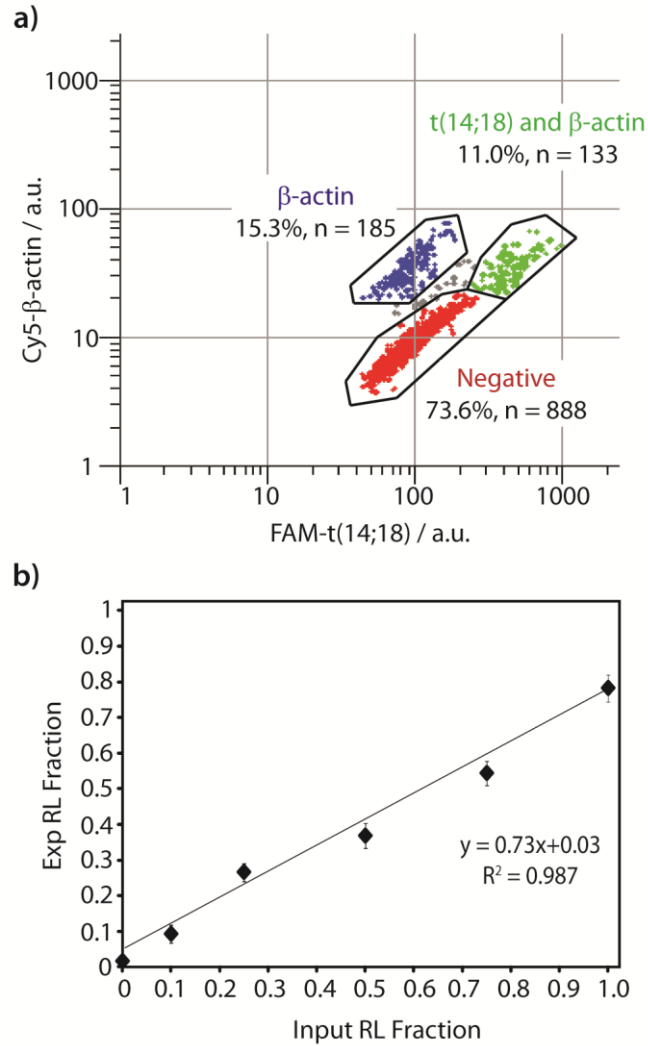 a)
1000
100
10
1
Cy5-β-actin / a.u.
t(14;18) and β-actin
11.0%, n = 133
β-actin
15.3%, n = 185
Negative
73.6%, n = 888
1 10 100 1000
FAM-t(14;18) / a.u.
b)
1
0.9
0.8
0.7
0.6
0.5
0.4
0.3
0.2
0.1
0
Exp RL Fraction
y = 0.73x+0.03
R² = 0.987
0 0.1 0.2 0.3 0.4 0.5 0.6 0.7 0.8 0.9 1.0
Input RL Fraction